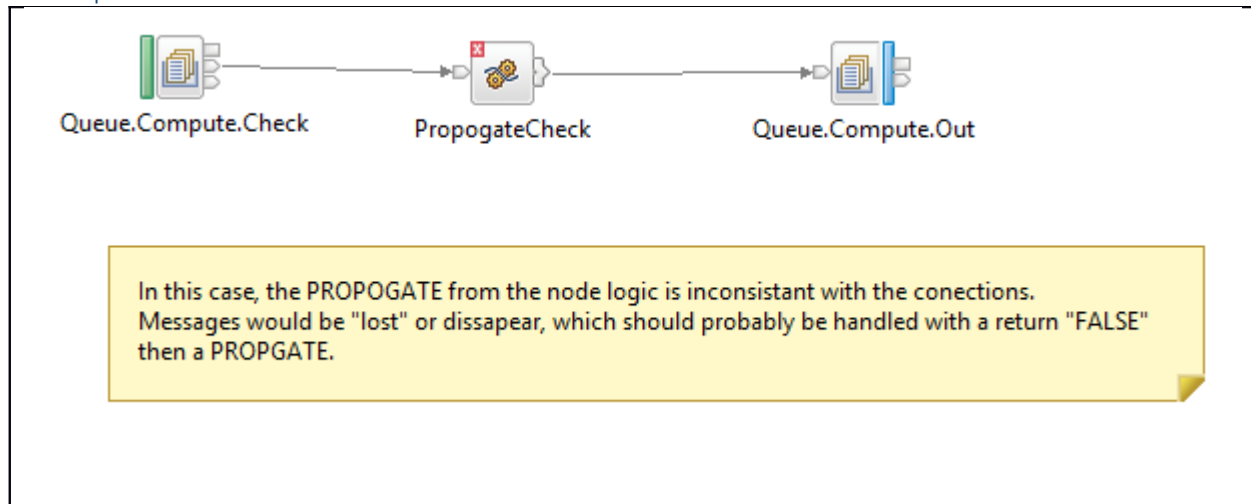 Queue.Compute.Check
PropogateCheck
Queue.Compute.Out
In this case, the PROPOGATE from the node logic is inconsistant with the conections.
Messages would be "lost" or dissapear, which should probably be handled with a return "FALSE"
then a PROPGATE.